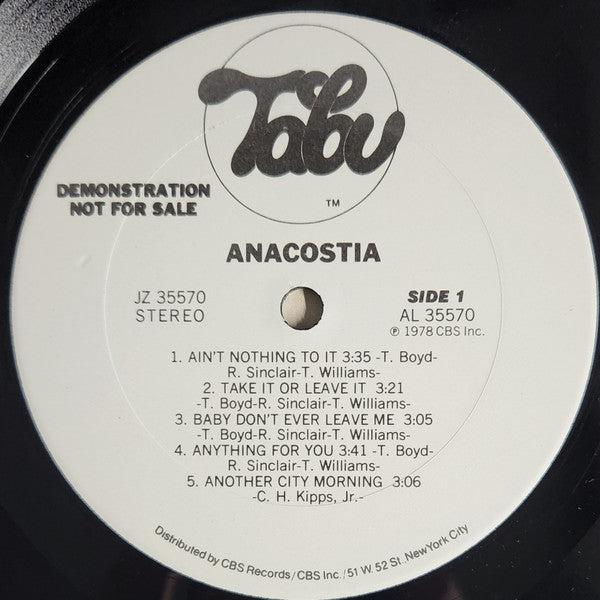 Tabu
TM
DEMONSTRATION
NOT FOR SALE
ANACOSTIA
JZ 35570
STEREO
SIDE 1
AL 35570
℗ 1978 CBS Inc.
1. AIN'T NOTHING TO IT 3:35 -T. Boyd-
R. Sinclair-T. Williams-
2. TAKE IT OR LEAVE IT 3:21
-T. Boyd-R. Sinclair-T. Williams-
3. BABY DON'T EVER LEAVE ME 3:05
-T. Boyd-R. Sinclair-T. Williams-
4. ANYTHING FOR YOU 3:41 -T. Boyd-
R. Sinclair-T. Williams-
5. ANOTHER CITY MORNING 3:06
-C. H. Kipps, Jr.-
Distributed by CBS Records/CBS Inc./51 W. 52 St. New York City